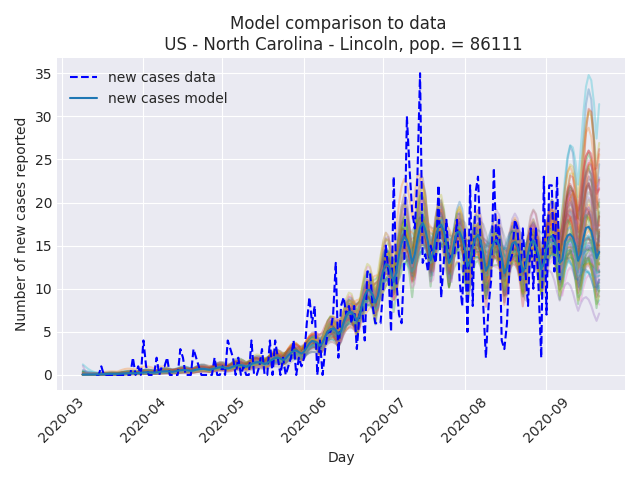 Model comparison to data
US - North Carolina - Lincoln, pop. = 86111
new cases data
new cases model
Number of new cases reported
35
30
25
20
15
10
5
0
2020-03
2020-04
2020-05
2020-06
2020-07
2020-08
2020-09
Day